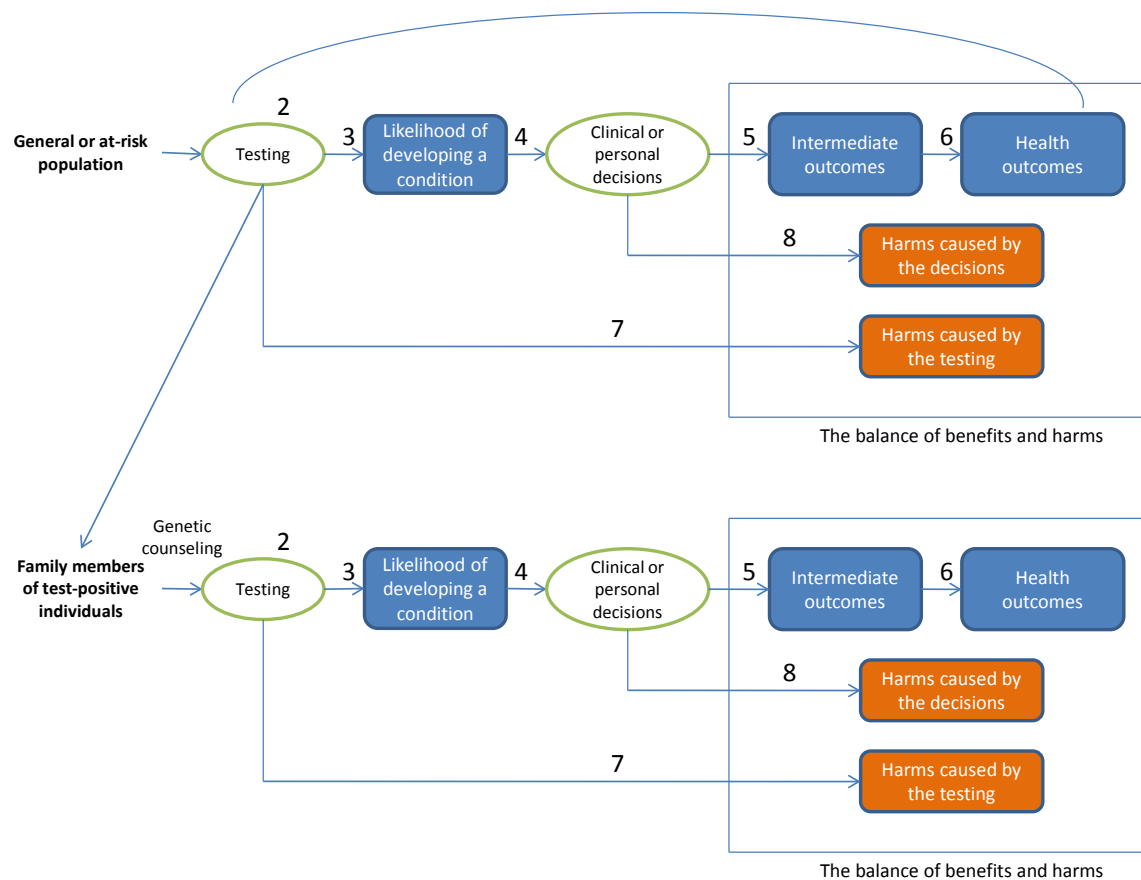 2
General or at-risk
population
Testing
3
Likelihood of
developing a
condition
4
Clinical or
personal
decisions
5
Intermediate
outcomes
6
Health
outcomes
8
Harms caused by
the decisions
7
Harms caused by
the testing
The balance of benefits and harms
Genetic
counseling
2
Family members
of test-positive
individuals
Testing
3
Likelihood of
developing a
condition
4
Clinical or
personal
decisions
5
Intermediate
outcomes
6
Health
outcomes
8
Harms caused by
the decisions
7
Harms caused by
the testing
The balance of benefits and harms